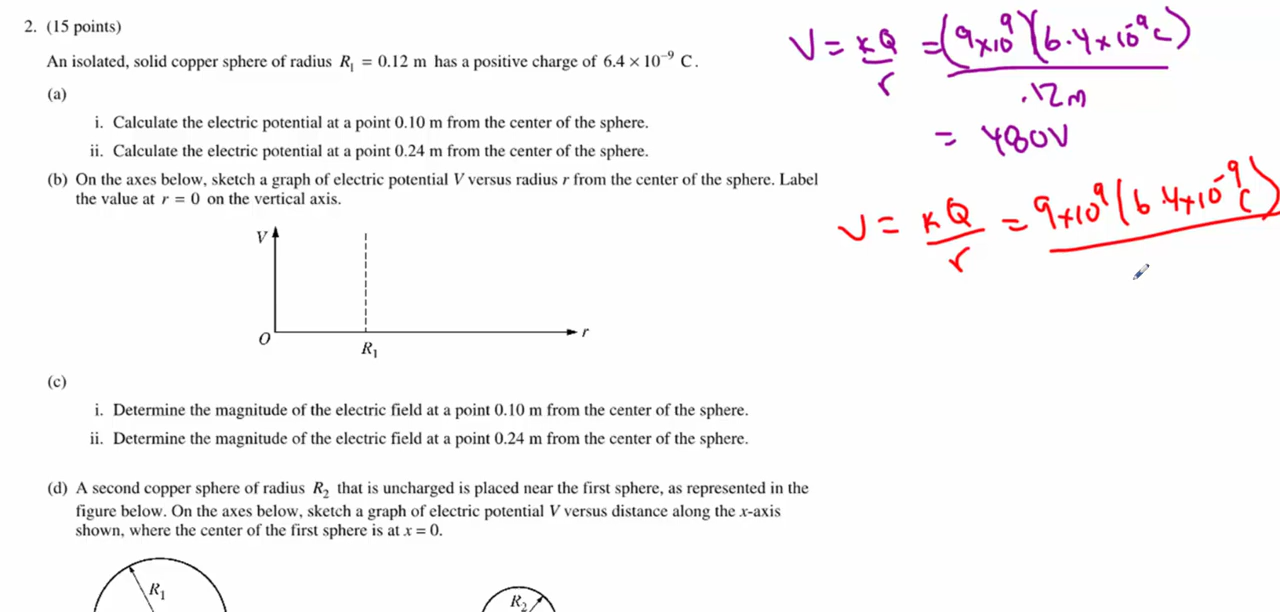 2. (15 points)
An isolated, solid copper sphere of radius R₁ = 0.12 m has a positive charge of 6.4 × 10⁻⁹ C.
(a)
i. Calculate the electric potential at a point 0.10 m from the center of the sphere.
ii. Calculate the electric potential at a point 0.24 m from the center of the sphere.
(b) On the axes below, sketch a graph of electric potential V versus radius r from the center of the sphere. Label
the value at r = 0 on the vertical axis.
V
O
R₁
r
(c)
i. Determine the magnitude of the electric field at a point 0.10 m from the center of the sphere.
ii. Determine the magnitude of the electric field at a point 0.24 m from the center of the sphere.
(d) A second copper sphere of radius R₂ that is uncharged is placed near the first sphere, as represented in the
figure below. On the axes below, sketch a graph of electric potential V versus distance along the x-axis
shown, where the center of the first sphere is at x = 0.
R₁
R₂
V = KQ/r = (9×10⁹)(6.4×10⁻⁹C)
.12m
= 480V
V = KQ/r = 9×10⁹(6.4×10⁻⁹C)